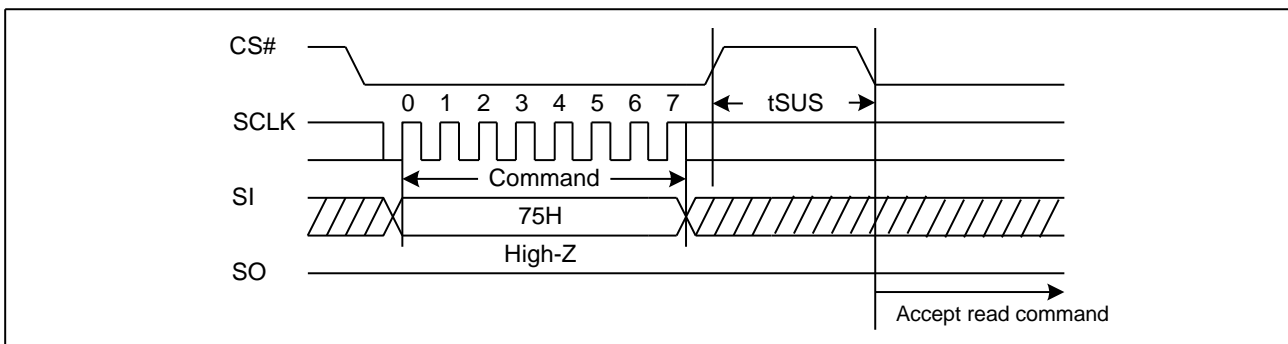 CS#
0 1 2 3 4 5 6 7
tSUS
SCLK
Command
SI
75H
High-Z
SO
Accept read command